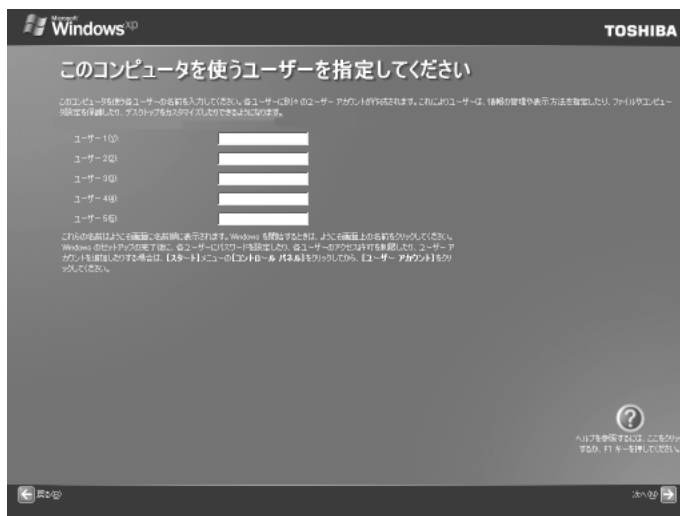 Microsoft
Windows xp
TOSHIBA
このコンピュータを使うユーザーを指定してください
このコンピュータを使う各ユーザーの名前を入力してください。各ユーザーに別々のユーザー アカウントが作成されます。これによりユーザーは、情報の管理や表示方法を指定したり、ファイルやコンピュー
タ設定を保護したり、デスクトップをカスタマイズしたりできるようになります。
ユーザー 1(Y):
ユーザー 2(2):
ユーザー 3(3):
ユーザー 4(4):
ユーザー 5(5):
これらの名前はようこそ画面に名前順に表示されます。Windows を開始するときは、ようこそ画面上の名前をクリックしてください。
Windows のセットアップの完了後に、各ユーザーにパスワードを設定したり、各ユーザーのアクセス許可を制限したり、ユーザー ア
カウントを追加したりする場合は、[スタート] メニューの [コントロール パネル] をクリックしてから、[ユーザー アカウント] をクリ
ックしてください。
ヘルプを参照するには、ここをクリック
するか、F1 キーを押してください。
戻る(B)
次へ(N)